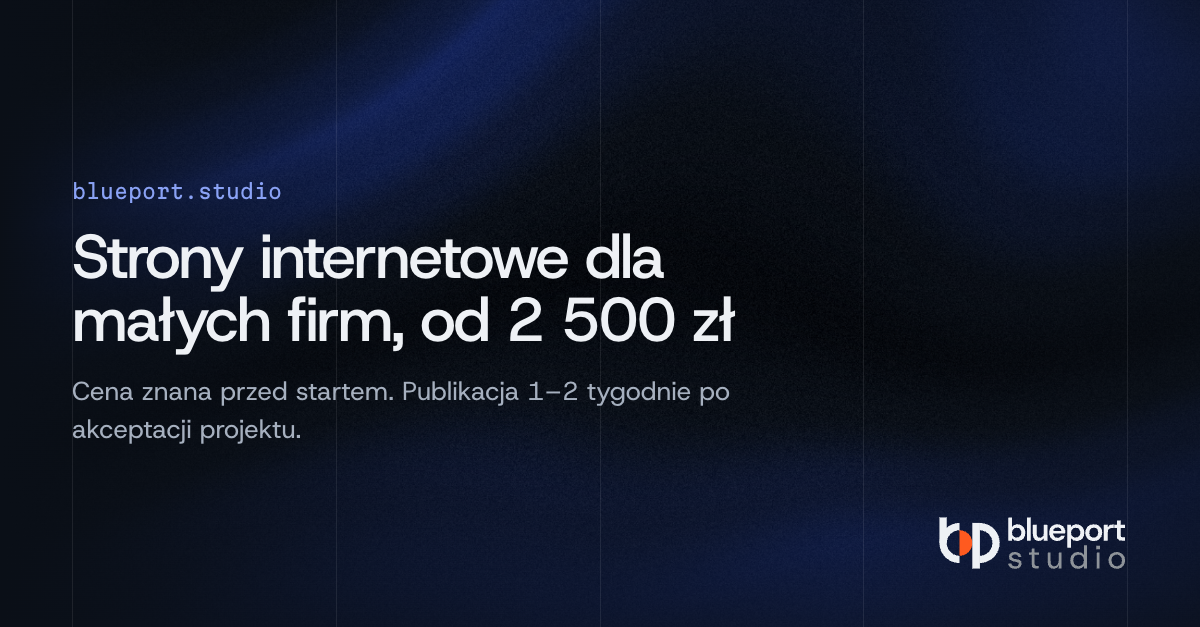 blueport.studio
Strony internetowe dla
małych firm, od 2 500 zł
Cena znana przed startem. Publikacja 1–2 tygodnie po
akceptacji projektu.
bp blueport
studio